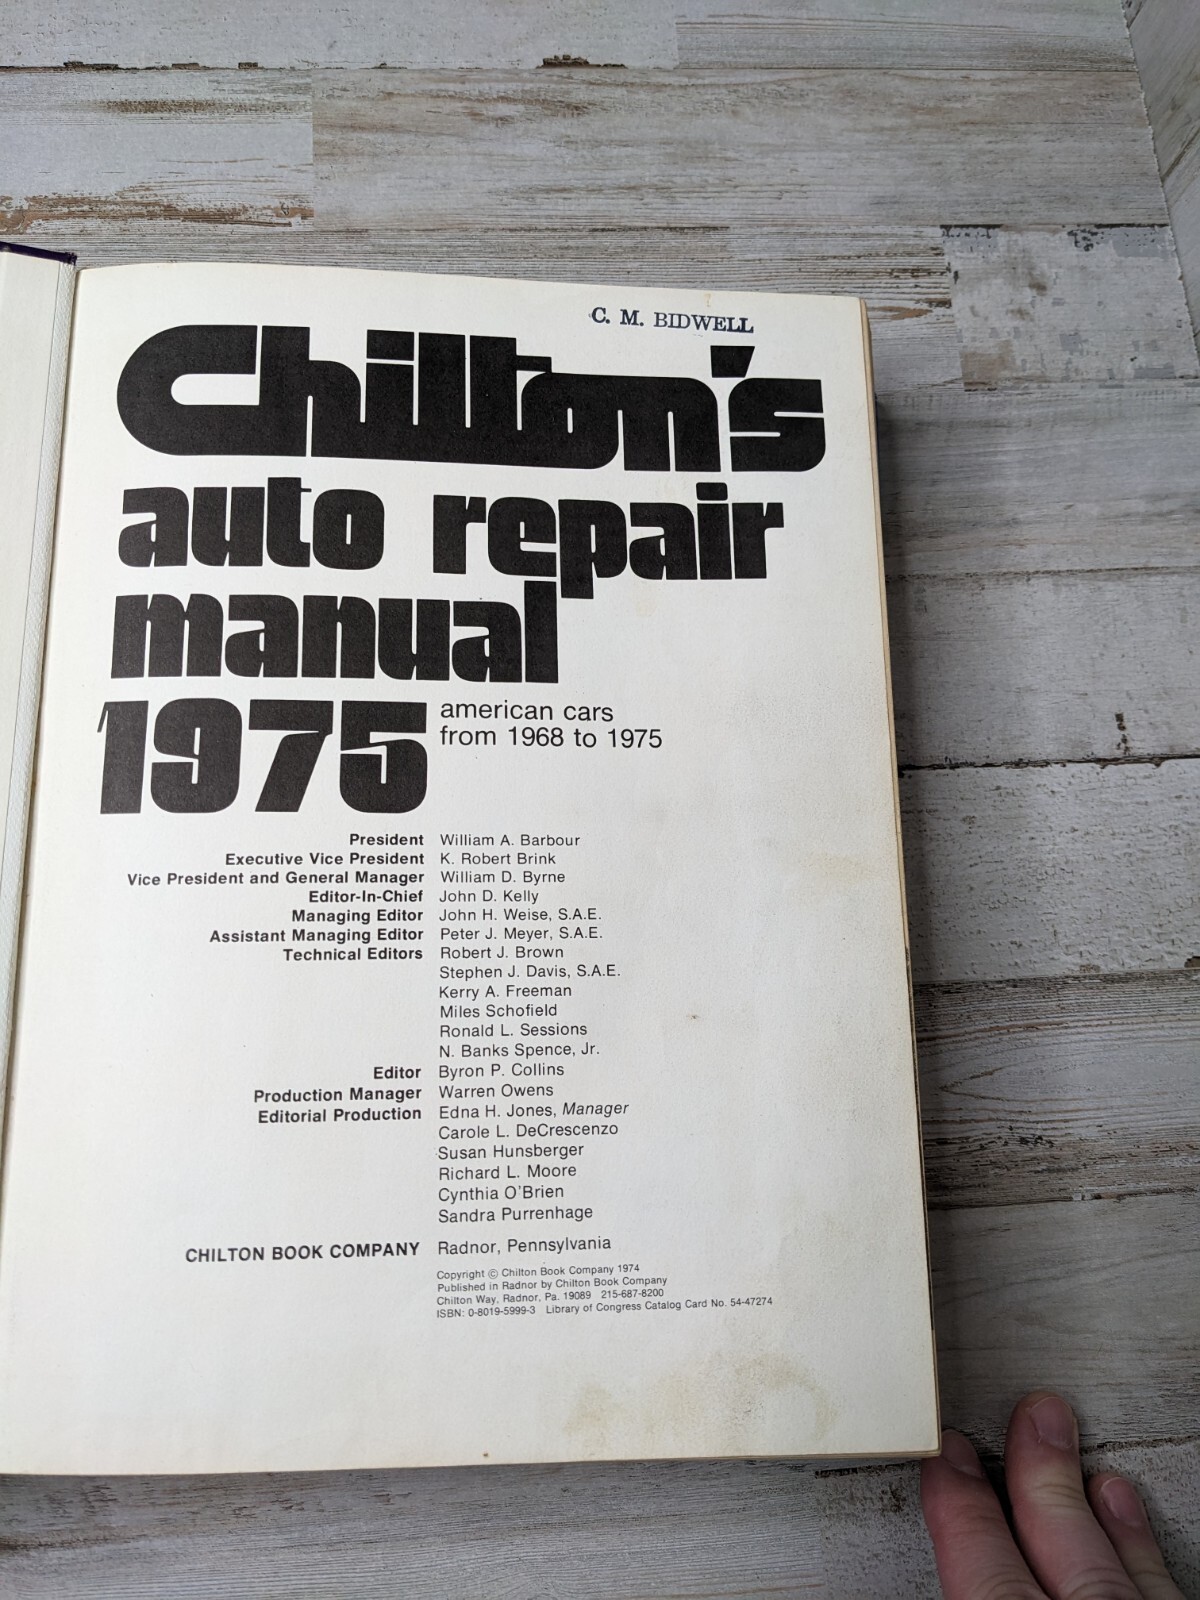 C. M. BIDWELL
Chilton's
auto repair
manual
1975
american cars
from 1968 to 1975
President William A. Barbour
Executive Vice President K. Robert Brink
Vice President and General Manager William D. Byrne
Editor-In-Chief John D. Kelly
Managing Editor John H. Weise, S.A.E.
Assistant Managing Editor Peter J. Meyer, S.A.E.
Technical Editors Robert J. Brown
Stephen J. Davis, S.A.E.
Kerry A. Freeman
Miles Schofield
Ronald L. Sessions
N. Banks Spence, Jr.
Editor Byron P. Collins
Production Manager Warren Owens
Editorial Production Edna H. Jones, Manager
Carole L. DeCrescenzo
Susan Hunsberger
Richard L. Moore
Cynthia O'Brien
Sandra Purrenhage
CHILTON BOOK COMPANY Radnor, Pennsylvania
Copyright © Chilton Book Company 1974
Published in Radnor by Chilton Book Company
Chilton Way, Radnor, Pa. 19089 215-687-8200
ISBN: 0-8019-5999-3 Library of Congress Catalog Card No. 54-47274